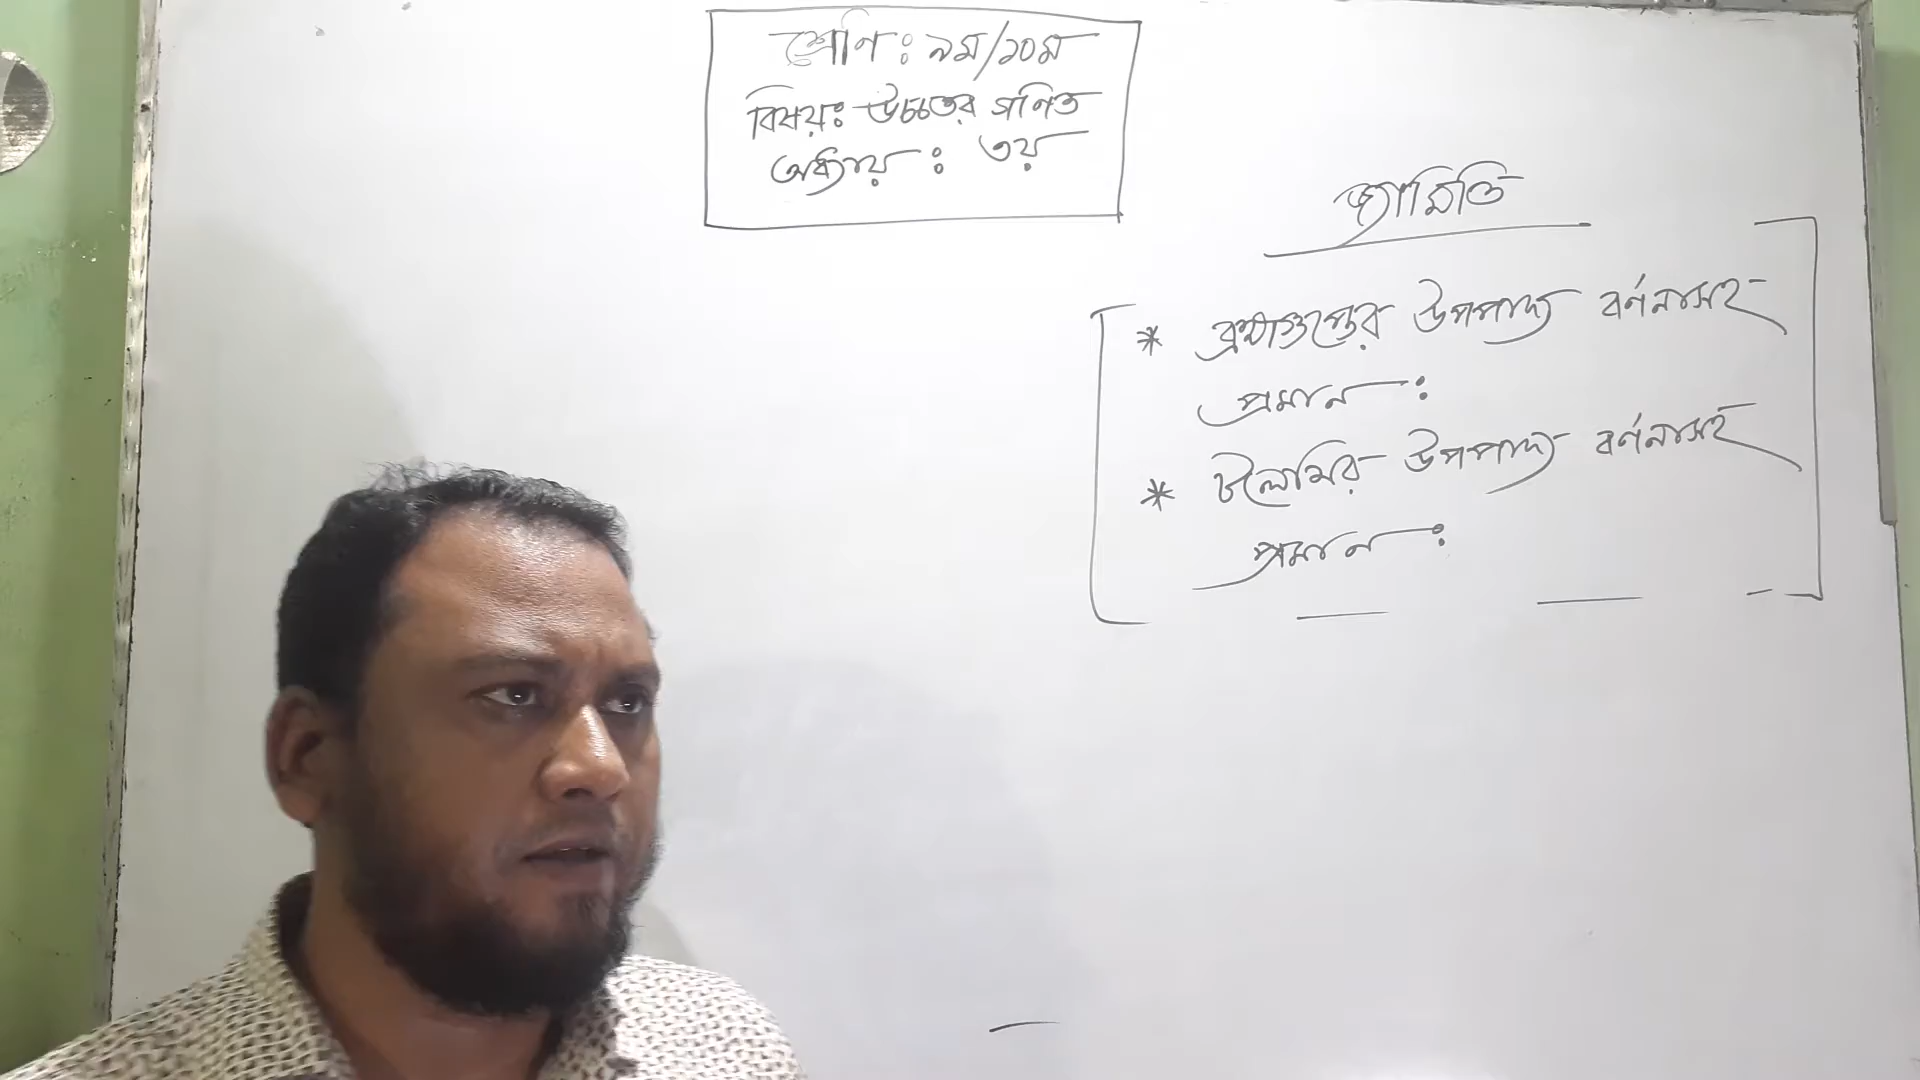 শ্রেণি : ৯ম/১০ম
বিষয়ঃ উচ্চতর গণিত
অধ্যায় : ৩য়
জ্যামিতি
* ব্রহ্মগুপ্তের উপপাদ্য বর্ণনাসহ
প্রমান :
* টলেমির উপপাদ্য বর্ণনাসহ
প্রমান :